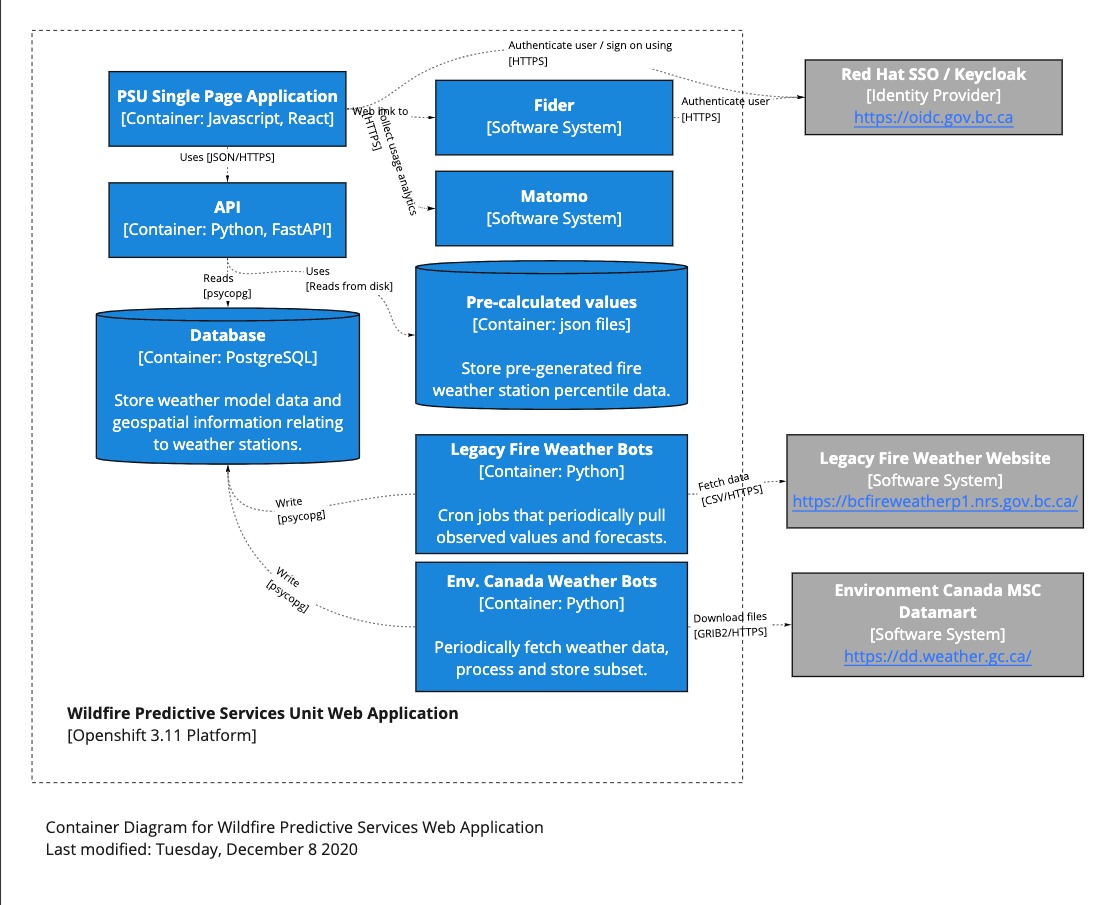 Authenticate user / sign on using
[HTTPS]
PSU Single Page Application
[Container: Javascript, React]
Web link to
[HTTPS]
Collect usage analytics
Fider
[Software System]
Authenticate user
[HTTPS]
Red Hat SSO / Keycloak
[Identity Provider]
https://oidc.gov.bc.ca
Uses [JSON/HTTPS]
API
[Container: Python, FastAPI]
Matomo
[Software System]
Reads
[psycopg]
Uses
[Reads from disk]
Database
[Container: PostgreSQL]
Store weather model data and
geospatial information relating
to weather stations.
Pre-calculated values
[Container: json files]
Store pre-generated fire
weather station percentile data.
Legacy Fire Weather Bots
[Container: Python]
Cron jobs that periodically pull
observed values and forecasts.
Fetch data
[CSV/HTTPS]
Legacy Fire Weather Website
[Software System]
https://bcfireweatherp1.nrs.gov.bc.ca/
Write
[psycopg]
Write
[psycopg]
Env. Canada Weather Bots
[Container: Python]
Periodically fetch weather data,
process and store subset.
Download files
[GRIB2/HTTPS]
Environment Canada MSC
Datamart
[Software System]
https://dd.weather.gc.ca/
Wildfire Predictive Services Unit Web Application
[Openshift 3.11 Platform]
Container Diagram for Wildfire Predictive Services Web Application
Last modified: Tuesday, December 8 2020